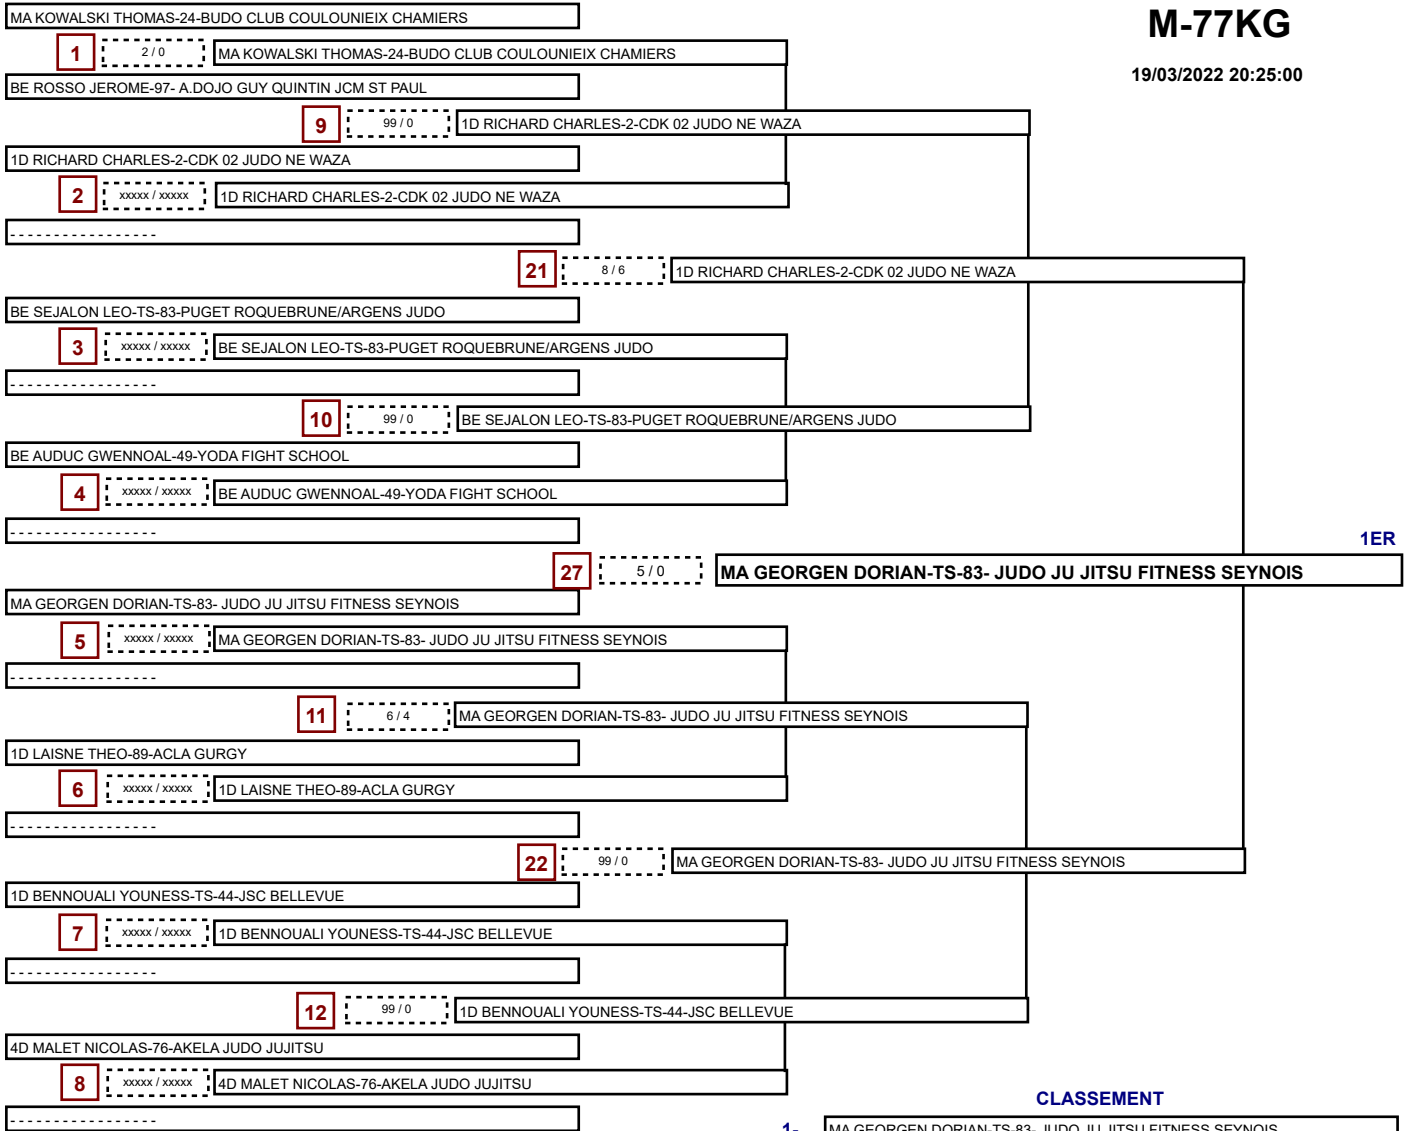 MA KOWALSKI THOMAS-24-BUDO CLUB COULOUNIEIX CHAMIERS
M-77KG
1
2 / 0
MA KOWALSKI THOMAS-24-BUDO CLUB COULOUNIEIX CHAMIERS
19/03/2022 20:25:00
BE ROSSO JEROME-97- A.DOJO GUY QUINTIN JCM ST PAUL
9
99 / 0
1D RICHARD CHARLES-2-CDK 02 JUDO NE WAZA
1D RICHARD CHARLES-2-CDK 02 JUDO NE WAZA
2
xxxxx / xxxxx
1D RICHARD CHARLES-2-CDK 02 JUDO NE WAZA
- - - - - - - - - - - - - - - - -
21
8 / 6
1D RICHARD CHARLES-2-CDK 02 JUDO NE WAZA
BE SEJALON LEO-TS-83-PUGET ROQUEBRUNE/ARGENS JUDO
3
xxxxx / xxxxx
BE SEJALON LEO-TS-83-PUGET ROQUEBRUNE/ARGENS JUDO
- - - - - - - - - - - - - - - - -
10
99 / 0
BE SEJALON LEO-TS-83-PUGET ROQUEBRUNE/ARGENS JUDO
BE AUDUC GWENNOAL-49-YODA FIGHT SCHOOL
4
xxxxx / xxxxx
BE AUDUC GWENNOAL-49-YODA FIGHT SCHOOL
- - - - - - - - - - - - - - - - -
1ER
27
5 / 0
MA GEORGEN DORIAN-TS-83- JUDO JU JITSU FITNESS SEYNOIS
MA GEORGEN DORIAN-TS-83- JUDO JU JITSU FITNESS SEYNOIS
5
xxxxx / xxxxx
MA GEORGEN DORIAN-TS-83- JUDO JU JITSU FITNESS SEYNOIS
- - - - - - - - - - - - - - - - -
11
6 / 4
MA GEORGEN DORIAN-TS-83- JUDO JU JITSU FITNESS SEYNOIS
1D LAISNE THEO-89-ACLA GURGY
6
xxxxx / xxxxx
1D LAISNE THEO-89-ACLA GURGY
- - - - - - - - - - - - - - - - -
22
99 / 0
MA GEORGEN DORIAN-TS-83- JUDO JU JITSU FITNESS SEYNOIS
1D BENNOUALI YOUNESS-TS-44-JSC BELLEVUE
7
xxxxx / xxxxx
1D BENNOUALI YOUNESS-TS-44-JSC BELLEVUE
- - - - - - - - - - - - - - - - -
12
99 / 0
1D BENNOUALI YOUNESS-TS-44-JSC BELLEVUE
4D MALET NICOLAS-76-AKELA JUDO JUJITSU
8
xxxxx / xxxxx
4D MALET NICOLAS-76-AKELA JUDO JUJITSU
- - - - - - - - - - - - - - - - -
CLASSEMENT
1-
MA GEORGEN DORIAN-TS-83- JUDO JU JITSU FITNESS SEYNOIS